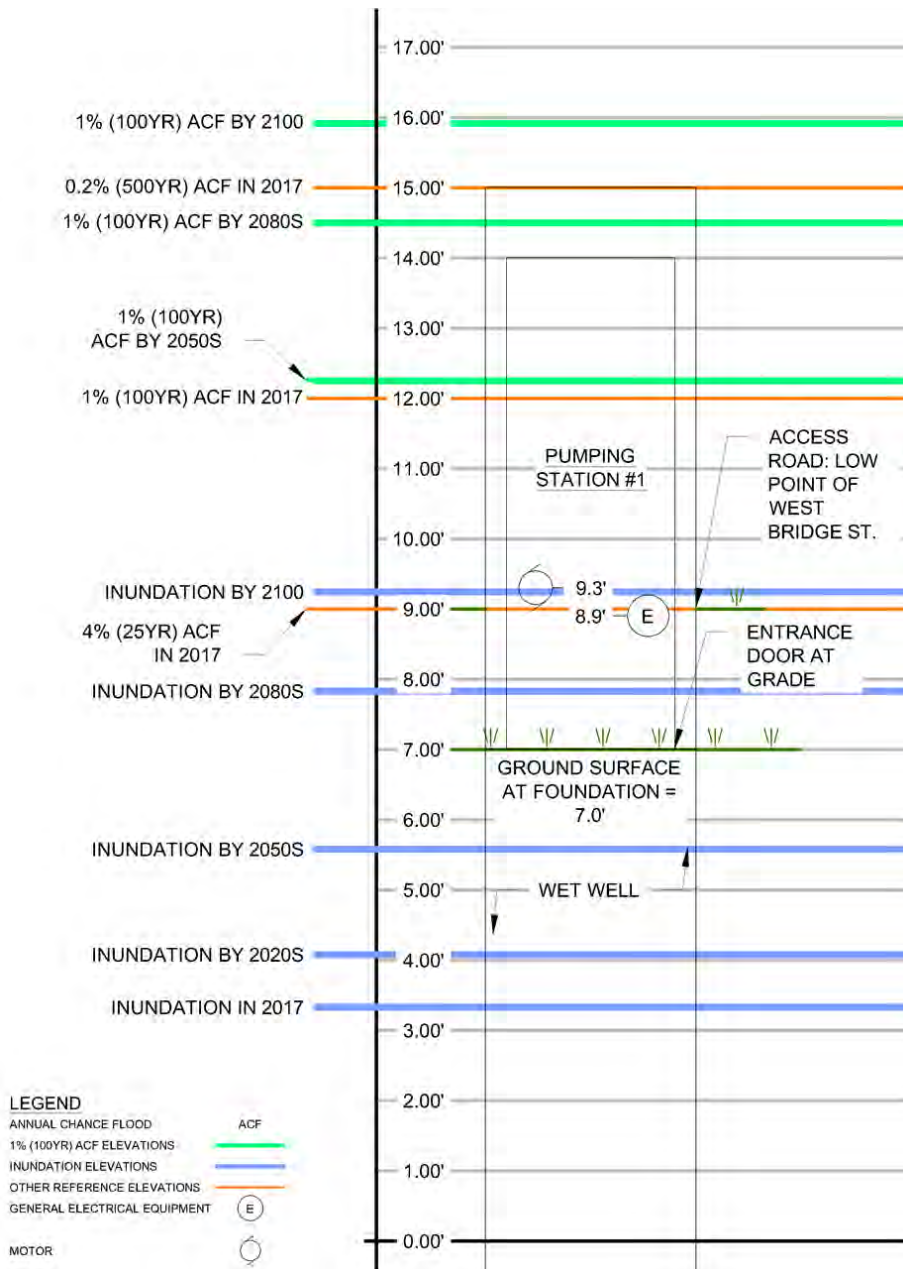 17.00'
1% (100YR) ACF BY 2100
16.00'
0.2% (500YR) ACF IN 2017
15.00'
1% (100YR) ACF BY 2080S
14.00'
1% (100YR)
ACF BY 2050S
13.00'
1% (100YR) ACF IN 2017
12.00'
PUMPING
STATION #1
11.00'
ACCESS
ROAD: LOW
POINT OF
WEST
BRIDGE ST.
10.00'
INUNDATION BY 2100
9.3'
9.00'
8.9'
E
4% (25YR) ACF
IN 2017
ENTRANCE
DOOR AT
GRADE
8.00'
INUNDATION BY 2080S
7.00'
GROUND SURFACE
AT FOUNDATION =
7.0'
6.00'
INUNDATION BY 2050S
5.00'
WET WELL
INUNDATION BY 2020S
4.00'
INUNDATION IN 2017
3.00'
2.00'
1.00'
0.00'
LEGEND
ANNUAL CHANCE FLOOD ACF
1% (100YR) ACF ELEVATIONS
INUNDATION ELEVATIONS
OTHER REFERENCE ELEVATIONS
GENERAL ELECTRICAL EQUIPMENT E
MOTOR